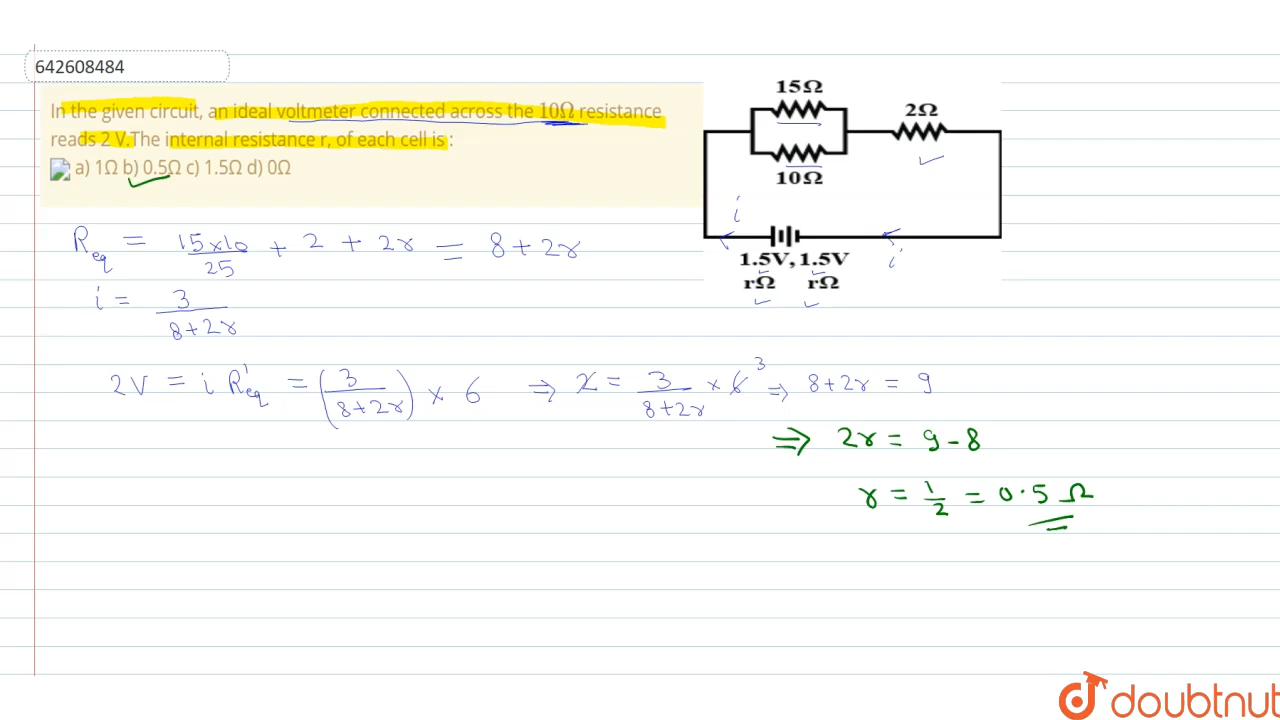 642608484
In the given circuit, an ideal voltmeter connected across the 10Ω resistance
reads 2 V.The internal resistance r, of each cell is :
a) 1Ω b) 0.5Ω c) 1.5Ω d) 0Ω
15Ω
2Ω
10Ω
i
i
1.5V, 1.5V
rΩ rΩ
Req = 15×10/25 + 2 + 2r = 8 + 2r
i = 3/(8+2r)
2V = i R'eq = (3/(8+2r)) × 6 ⇒ 2 = 3/(8+2r) × 6 3 ⇒ 8+2r = 9
⇒ 2r = 9 - 8
r = 1/2 = 0.5 Ω
doubtnut